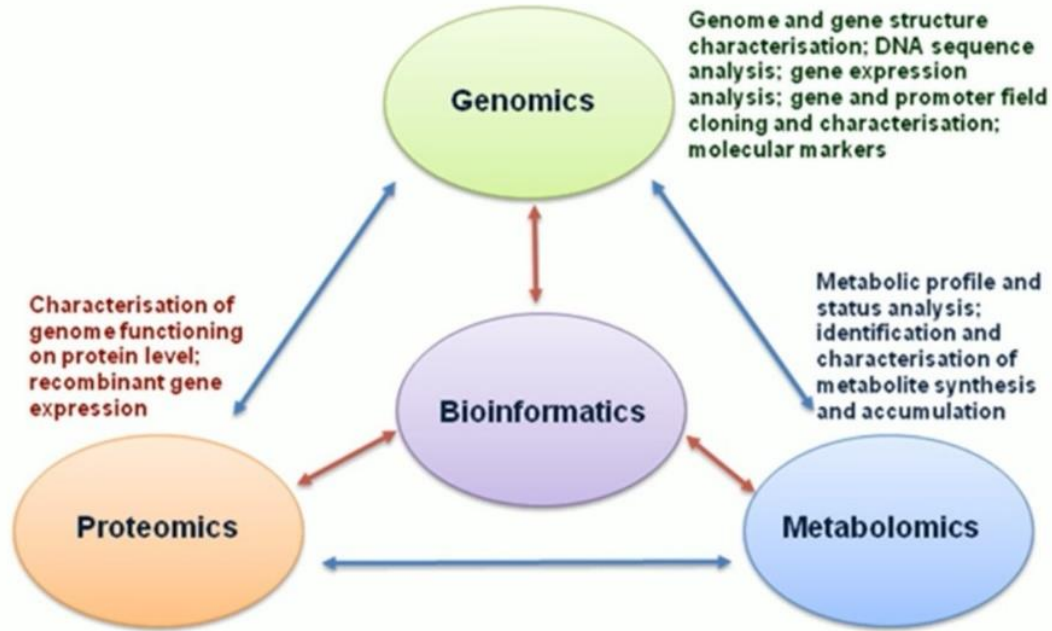 Genomics
Genome and gene structure
characterisation; DNA sequence
analysis; gene expression
analysis; gene and promoter field
cloning and characterisation;
molecular markers
Characterisation of
genome functioning
on protein level;
recombinant gene
expression
Metabolic profile and
status analysis;
identification and
characterisation of
metabolite synthesis
and accumulation
Bioinformatics
Proteomics
Metabolomics